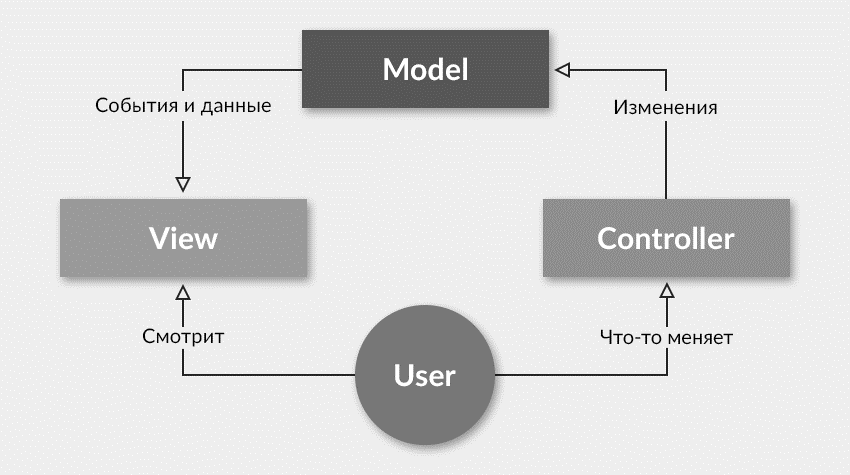 Model
События и данные
Изменения
View
Controller
Смотрит
Что-то меняет
User